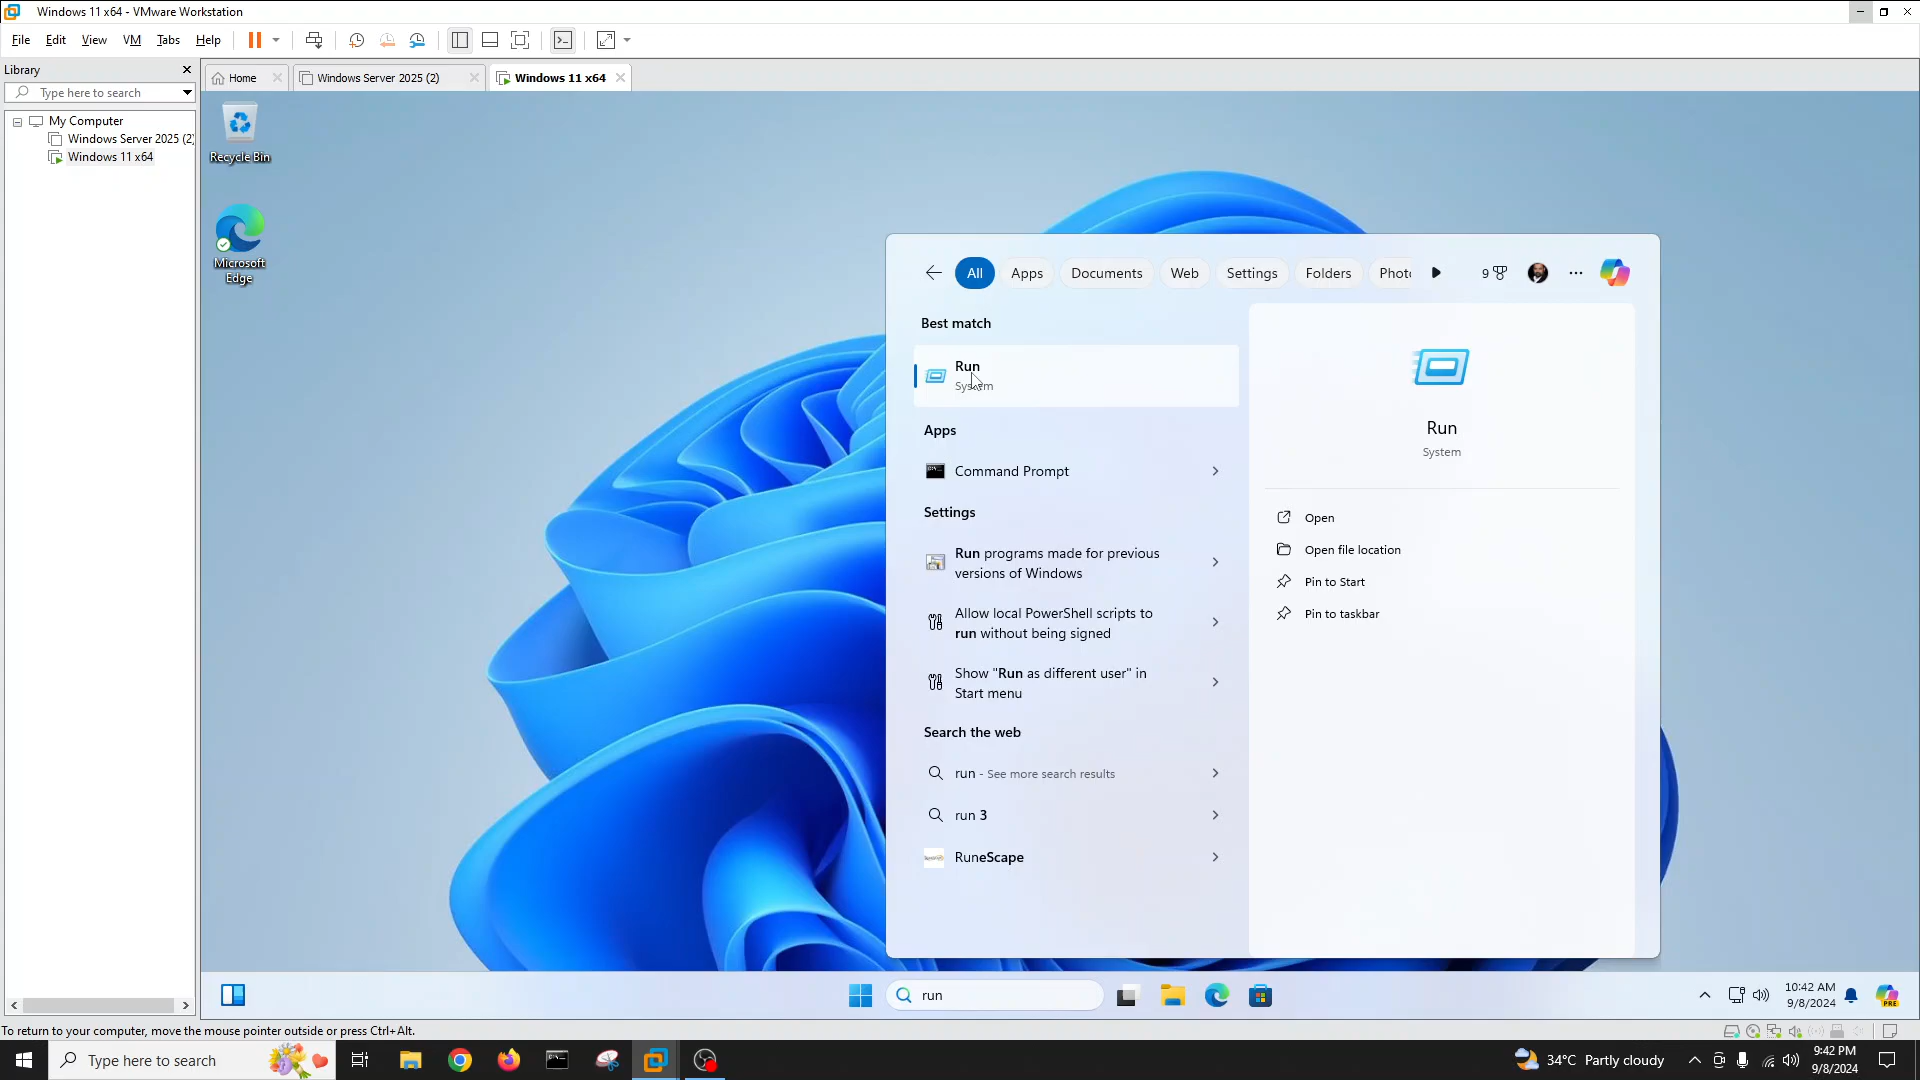 Windows 11 x64 - VMware Workstation
File Edit View VM Tabs Help
Library
Type here to search
My Computer
Windows Server 2025 (2)
Windows 11 x64
Home
Windows Server 2025 (2)
Windows 11 x64
Recycle Bin
Microsoft
Edge
All Apps Documents Web Settings Folders Photo 9
Best match
Run
System
Apps
Command Prompt
Settings
Run programs made for previous
versions of Windows
Allow local PowerShell scripts to
run without being signed
Show "Run as different user" in
Start menu
Search the web
run - See more search results
run 3
RuneScape
Run
System
Open
Open file location
Pin to Start
Pin to taskbar
run
10:42 AM
9/8/2024
PRE
To return to your computer, move the mouse pointer outside or press Ctrl+Alt.
Type here to search
34°C Partly cloudy
9:42 PM
9/8/2024